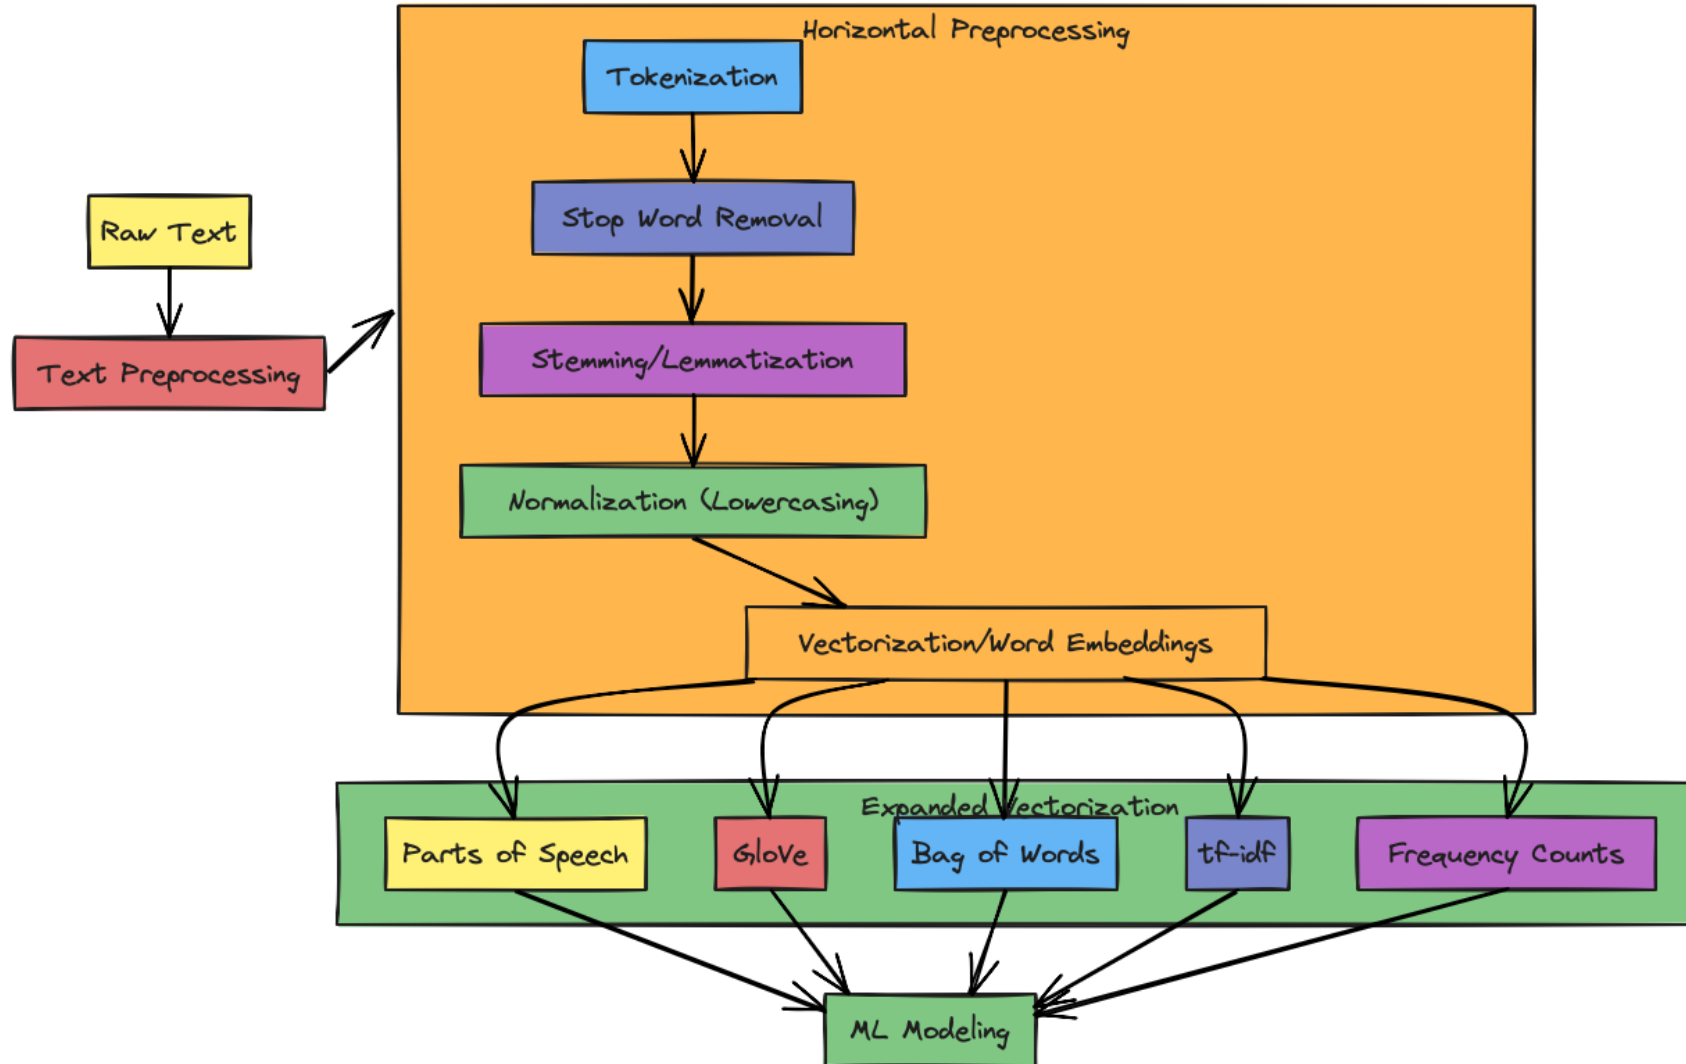 Horizontal Preprocessing
Tokenization
Stop Word Removal
Raw Text
Stemming/Lemmatization
Text Preprocessing
Normalization (Lowercasing)
Vectorization/Word Embeddings
Expanded Vectorization
Parts of Speech
GloVe
Bag of Words
tf-idf
Frequency Counts
ML Modeling